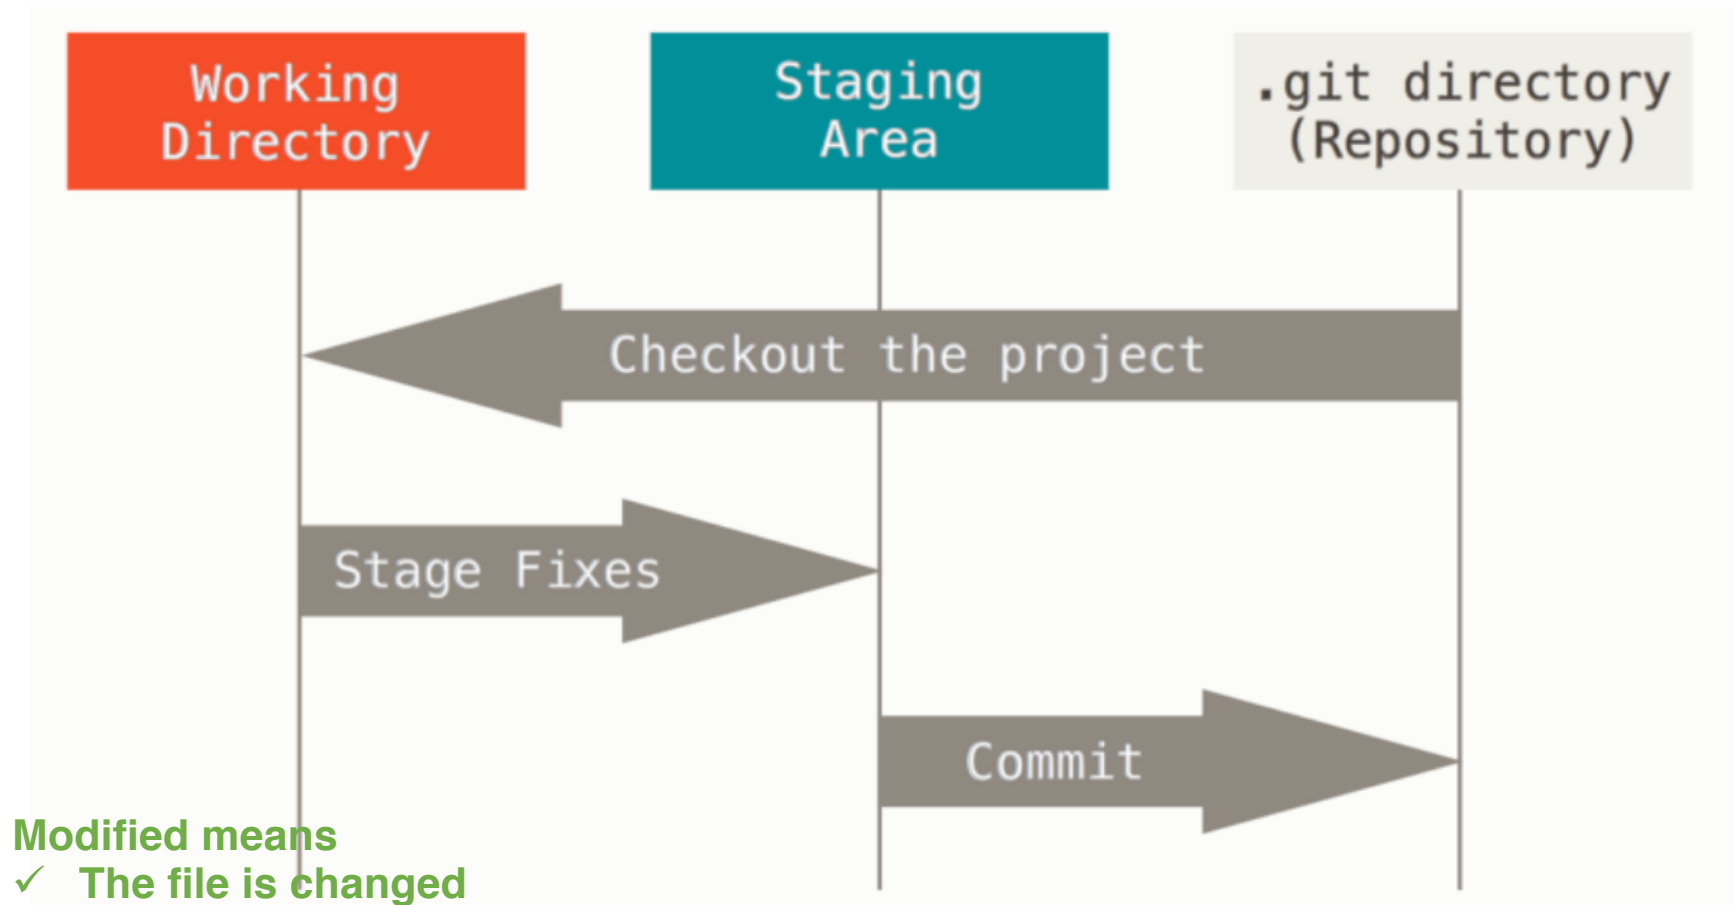 Working
Directory
Staging
Area
.git directory
(Repository)
Checkout the project
Stage Fixes
Commit
Modified means
✓ The file is changed